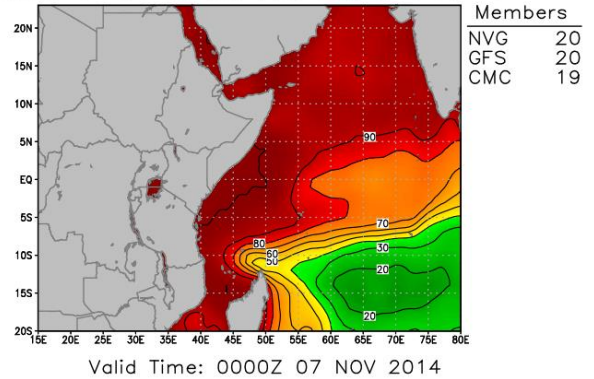 Members
NVG 20
GFS 20
CMC 19
20N
15N
10N
5N
EQ
5S
10S
15S
20S
90
80
70
60
50
30
20
20
15E 20E 25E 30E 35E 40E 45E 50E 55E 60E 65E 70E 75E 80E
Valid Time: 0000Z 07 NOV 2014